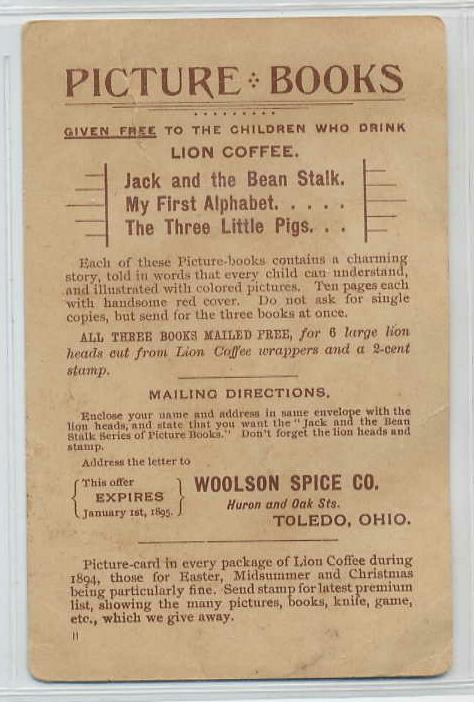 PICTURE BOOKS
GIVEN FREE TO THE CHILDREN WHO DRINK
LION COFFEE.
Jack and the Bean Stalk.
My First Alphabet. . . . . .
The Three Little Pigs. . .
Each of these Picture-books contains a charming
story, told in words that every child can understand,
and illustrated with colored pictures. Ten pages each
with handsome red cover. Do not ask for single
copies, but send for the three books at once.
ALL THREE BOOKS MAILED FREE, for 6 large lion
heads cut from Lion Coffee wrappers and a 2-cent
stamp.
MAILING DIRECTIONS.
Enclose your name and address in same envelope with the
lion heads, and state that you want the "Jack and the Bean
Stalk Series of Picture Books." Don't forget the lion heads and
stamp.
Address the letter to
This offer
EXPIRES
January 1st, 1895.
WOOLSON SPICE CO.
Huron and Oak Sts.
TOLEDO, OHIO.
Picture-card in every package of Lion Coffee during
1894, those for Easter, Midsummer and Christmas
being particularly fine. Send stamp for latest premium
list, showing the many pictures, books, knife, game,
etc., which we give away.
11